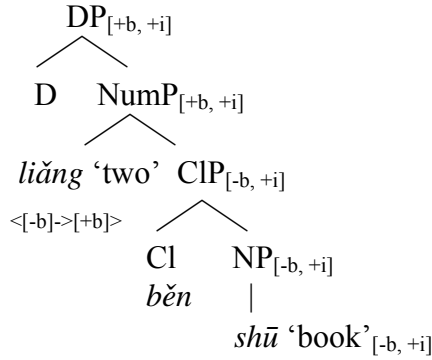 DP[+b, +i]
D NumP[+b, +i]
liǎng ‘two’ ClP[-b, +i]
<[-b]->[+b]>
Cl NP[-b, +i]
běn
shū ‘book’[-b, +i]